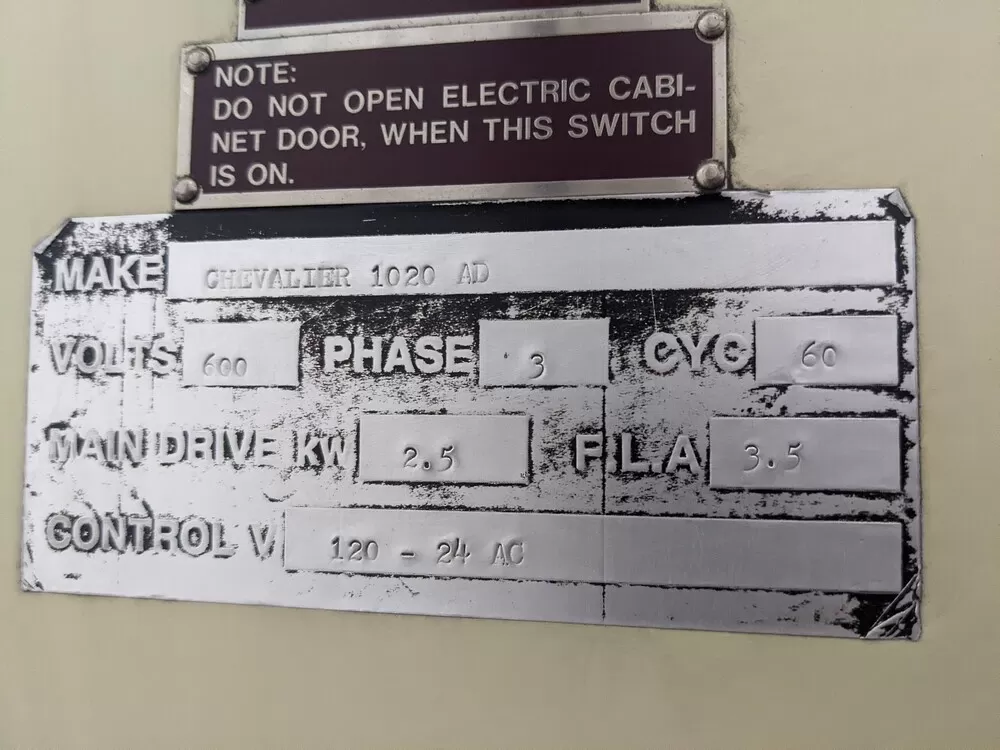 NOTE:
DO NOT OPEN ELECTRIC CABI-
NET DOOR, WHEN THIS SWITCH
IS ON.
MAKE CHEVALIER 1020 AD
VOLTS 600 PHASE 3 CYC 60
MAIN DRIVE KW 2.5 F.L.A 3.5
CONTROL V 120 - 24 AC